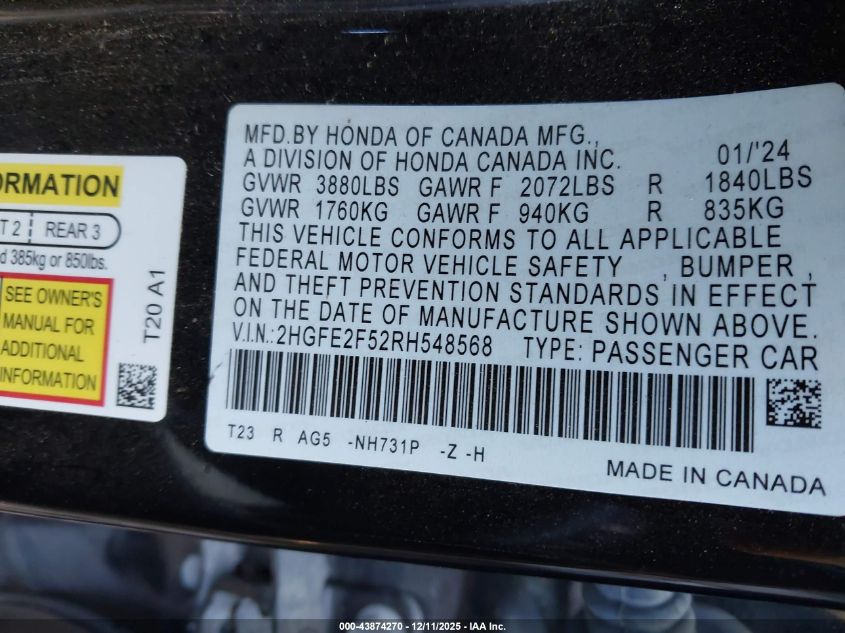 ORMATION
T 2 REAR 3
d 385kg or 850lbs.
SEE OWNER'S
MANUAL FOR
ADDITIONAL
INFORMATION
T20 A1
MFD.BY HONDA OF CANADA MFG.,
A DIVISION OF HONDA CANADA INC. 01/'24
GVWR 3880LBS GAWR F 2072LBS R 1840LBS
GVWR 1760KG GAWR F 940KG R 835KG
THIS VEHICLE CONFORMS TO ALL APPLICABLE
FEDERAL MOTOR VEHICLE SAFETY , BUMPER ,
AND THEFT PREVENTION STANDARDS IN EFFECT
ON THE DATE OF MANUFACTURE SHOWN ABOVE.
V.I.N.:2HGFE2F52RH548568 TYPE: PASSENGER CAR
T23 R AG5 -NH731P -Z -H
MADE IN CANADA
000-43874270 - 12/11/2025 - IAA Inc.